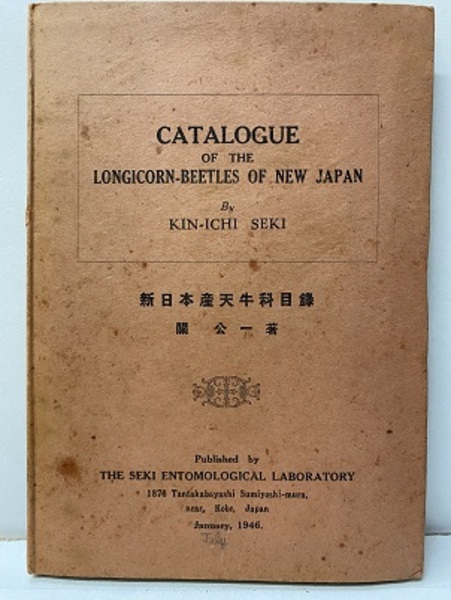 CATALOGUE
OF THE
LONGICORN-BEETLES OF NEW JAPAN
By
KIN-ICHI SEKI
新日本産天牛科目錄
關 公 一 著
Published by
THE SEKI ENTOMOLOGICAL LABORATORY
1876 Tantakabayashi Sumiyoshi-mura,
near, Kobe, Japan
January, 1946.
July